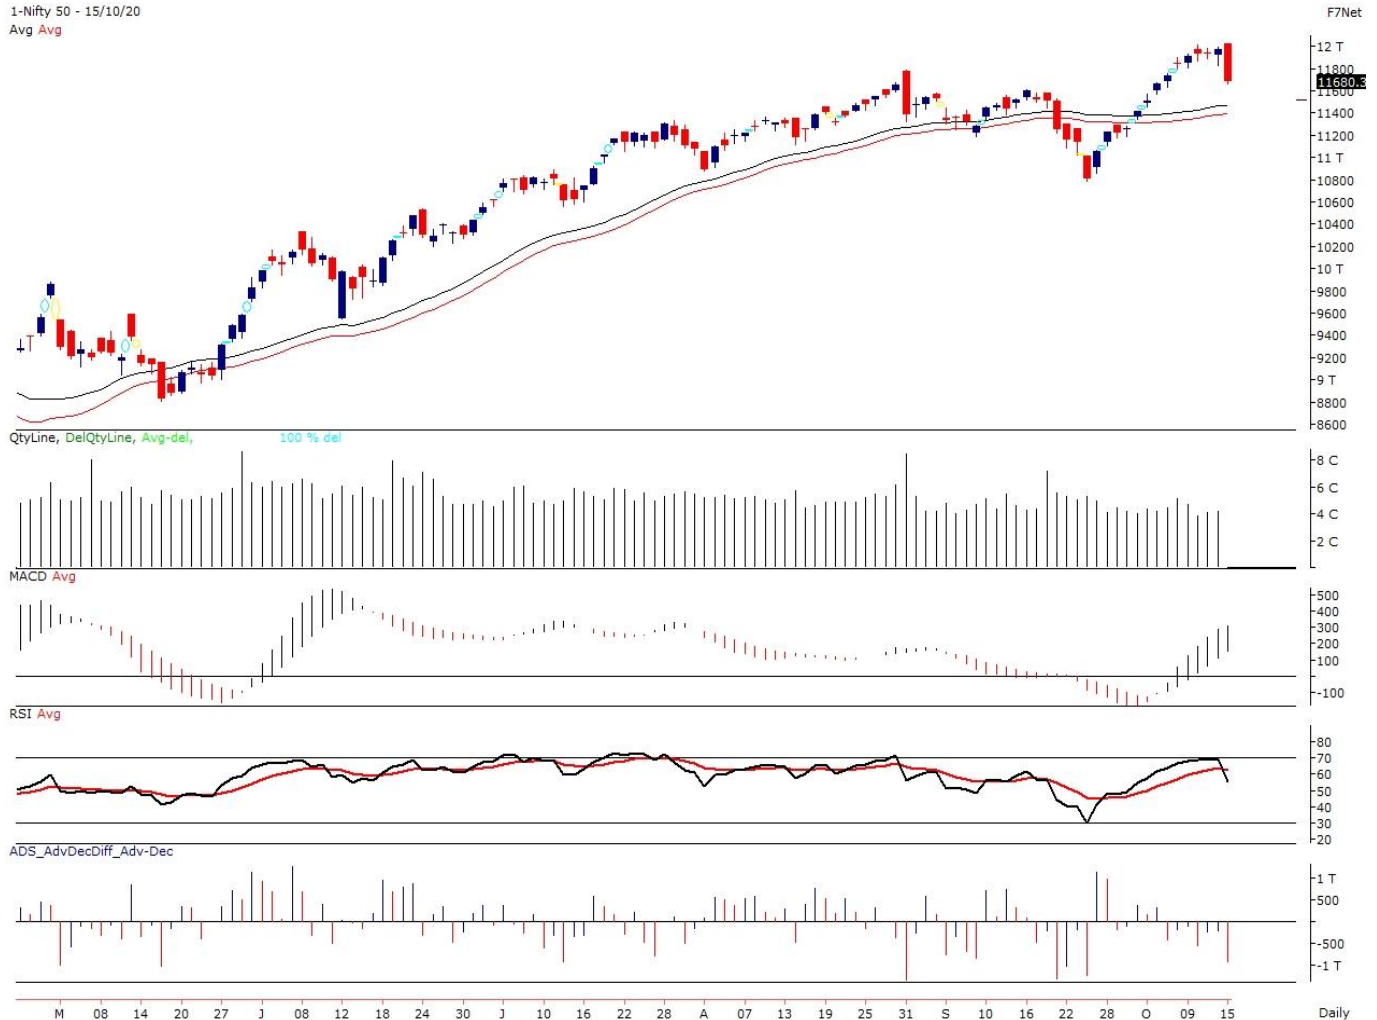 1-Nifty 50 - 15/10/20
F7Net
Avg Avg
12 T
11800
11680.3
11600
11400
11200
11 T
10800
10600
10400
10200
10 T
9800
9600
9400
9200
9 T
8800
8600
QtyLine, DelQtyLine, Avg-del, 100 % del
8 C
6 C
4 C
2 C
MACD Avg
500
400
300
200
100
-100
RSI Avg
80
70
60
50
40
30
20
ADS_AdvDecDiff_Adv-Dec
1 T
500
-500
-1 T
M 08 14 20 27 J 08 12 18 24 30 J 10 16 22 28 A 07 13 19 25 31 S 10 16 22 28 O 09 15 Daily